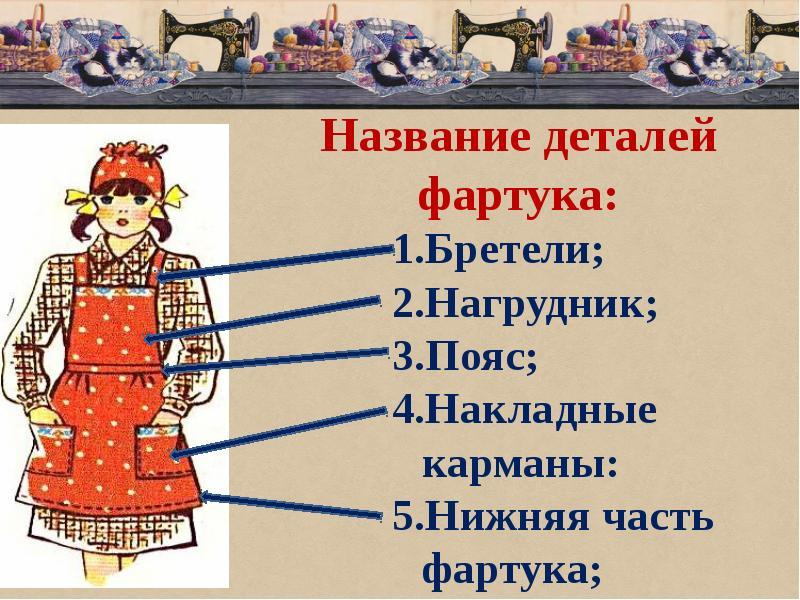 Название деталей
фартука:
1.Бретели;
2.Нагрудник;
3.Пояс;
4.Накладные
карманы:
5.Нижняя часть
фартука;